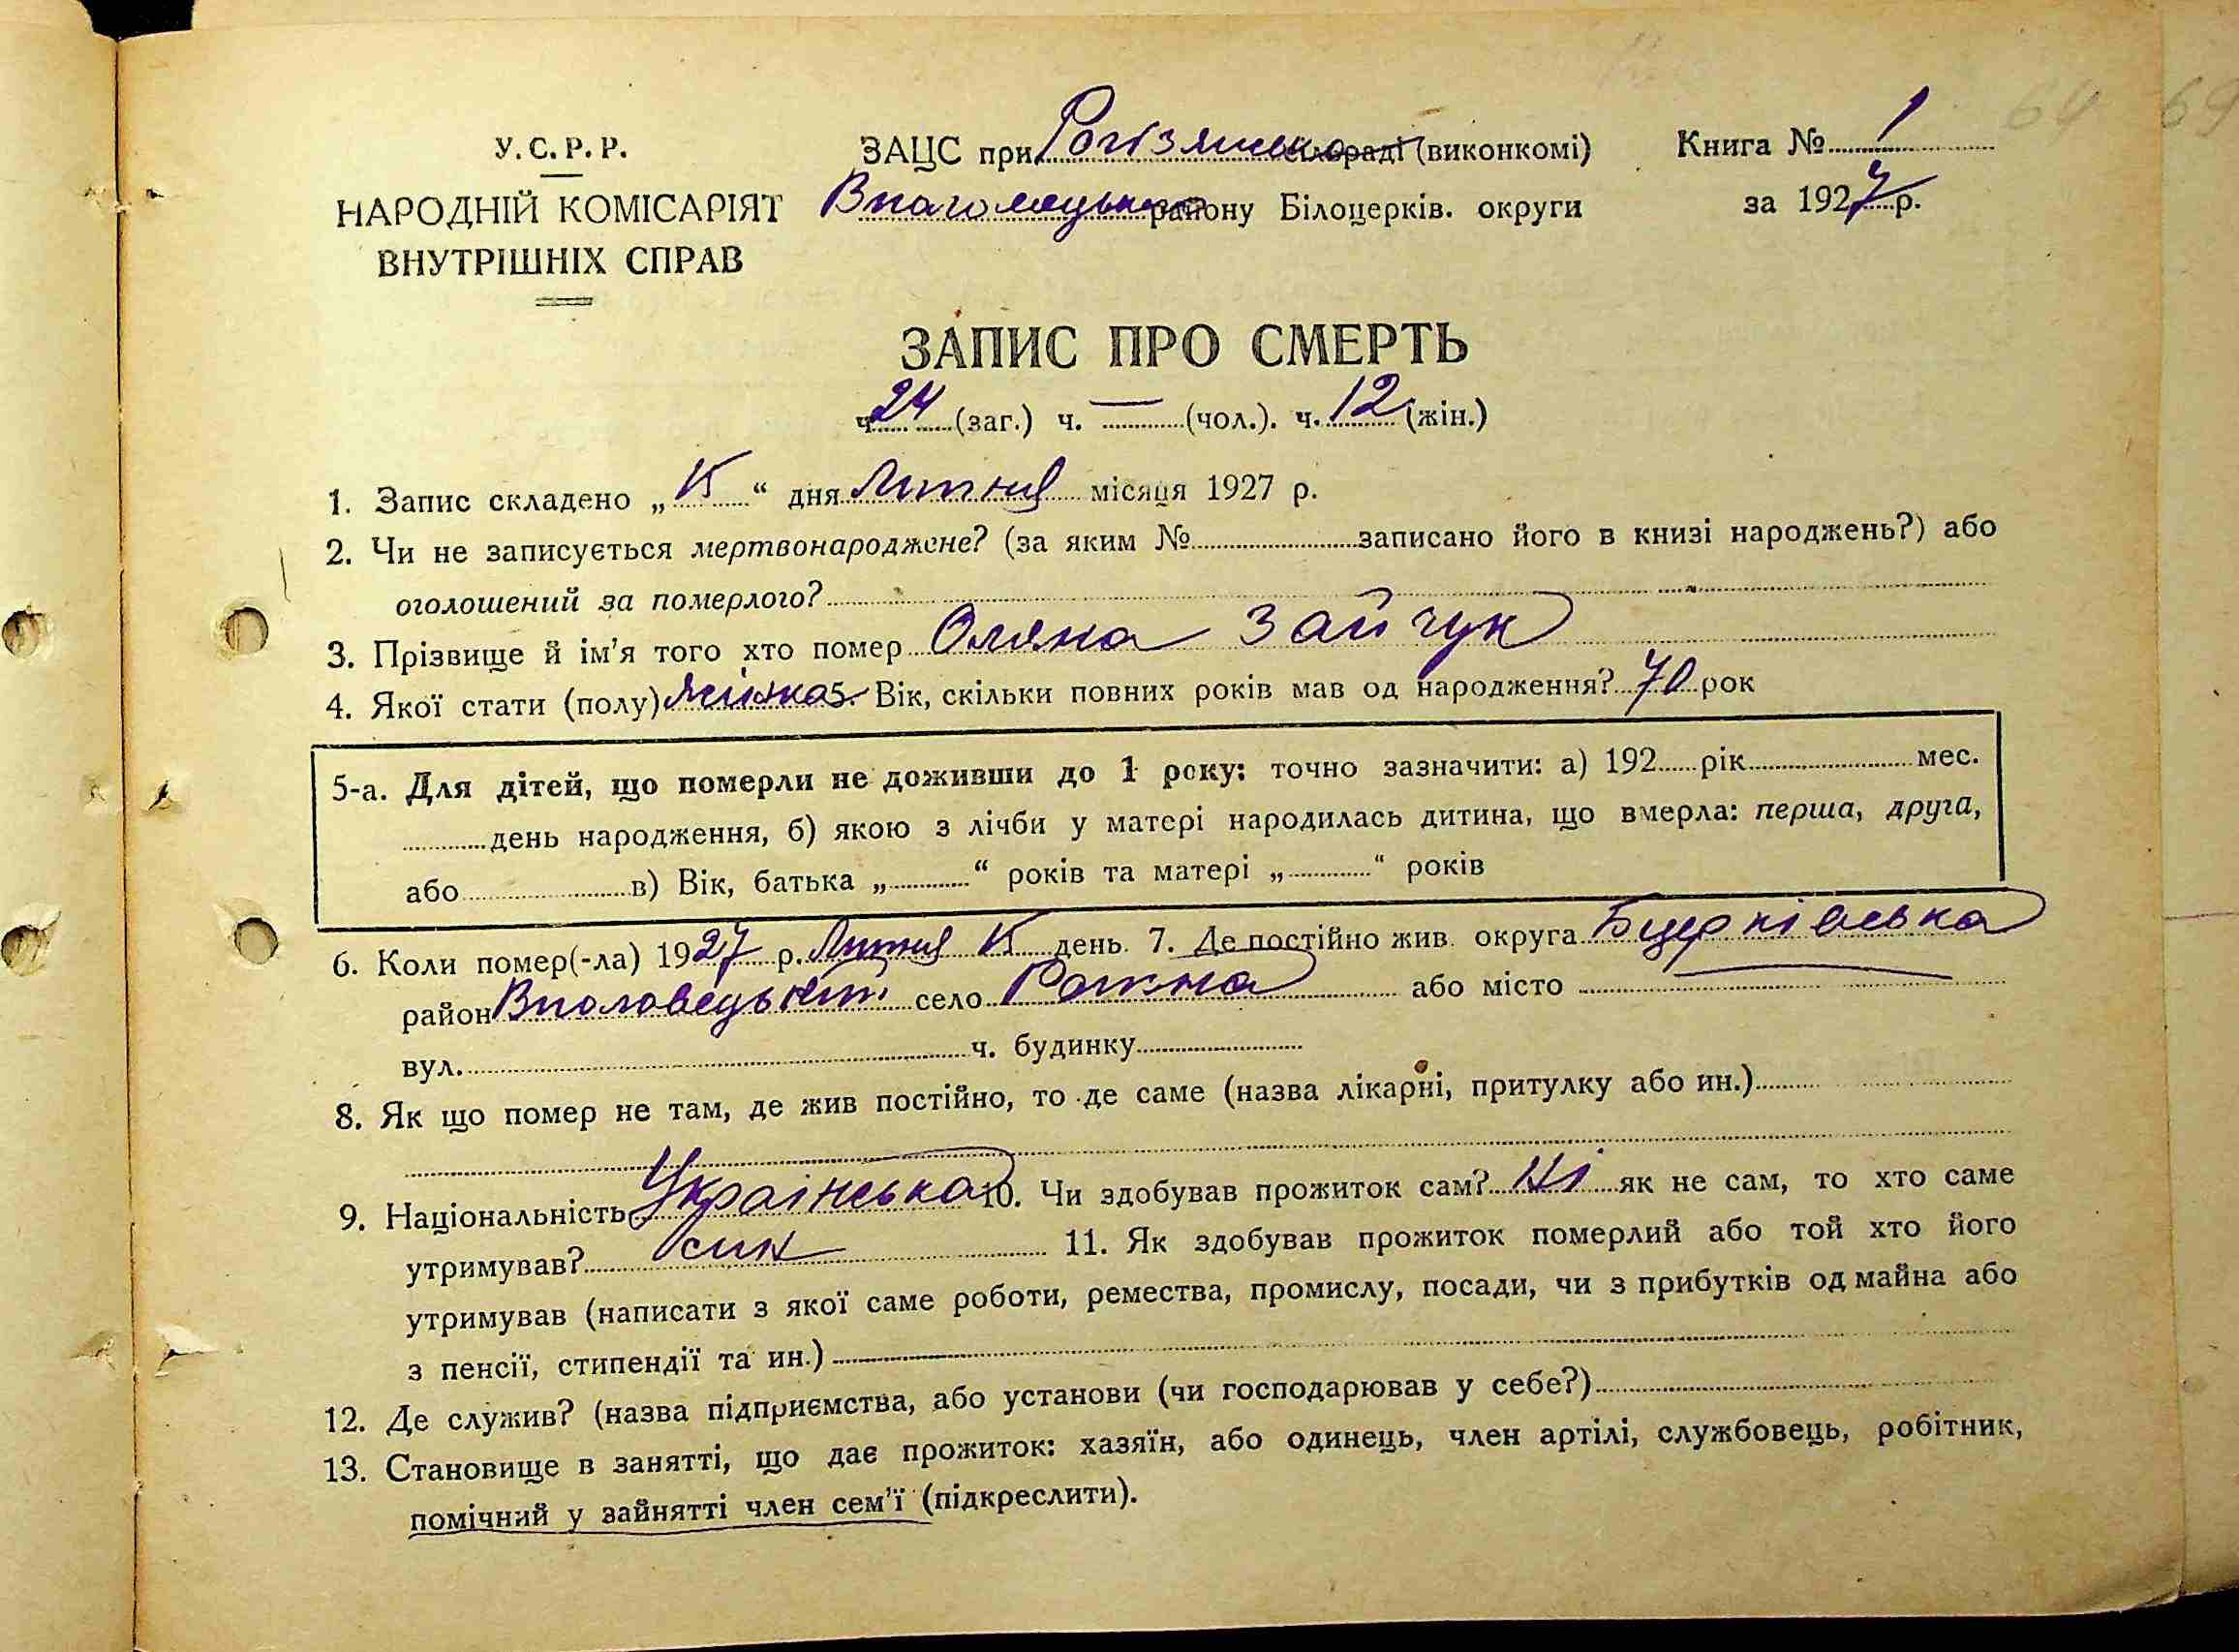 У.С.Р.Р.
НАРОДНІЙ КОМІСАРІЯТ
ВНУТРІШНІХ СПРАВ
ЗАЦС при сільраді (виконкомі)
району Білоцерків. округи
Книга № 1
за 1927 р.
64 69
ЗАПИС ПРО СМЕРТЬ
ч. 24 (заг.) ч. — (чол.). ч. 12 (жін.)
1. Запис складено „15“ дня Лютня місяця 1927 р.
2. Чи не записується мертвонароджене? (за яким № записано його в книзі народжень?) або
оголошений за померлого?
3. Прізвище й ім'я того хто помер Оляна Зайчук
4. Якої стати (полу) жінка 5. Вік, скільки повних років мав од народження? 70 рок
5-а. Для дітей, що померли не доживши до 1 року: точно зазначити: а) 192 рік мес.
день народження, б) якою з лічби у матері народилась дитина, що вмерла: перша, друга,
або в) Вік, батька „ “ років та матері „ “ років
6. Коли помер(-ла) 1927 р. Лютня 15 день 7. Де постійно жив округа Бцерківська
район село або місто
вул. ч. будинку
8. Як що помер не там, де жив постійно, то де саме (назва лікарні, притулку або ин.)
9. Національність Українська 10. Чи здобував прожиток сам? Ні як не сам, то хто саме
утримував? син 11. Як здобував прожиток померлий або той хто його
утримував (написати з якої саме роботи, ремества, промислу, посади, чи з прибутків од майна або
з пенсії, стипендії та ин.)
12. Де служив? (назва підприємства, або установи (чи господарював у себе?)
13. Становище в занятті, що дає прожиток: хазяїн, або одинець, член артілі, службовець, робітник,
помічний у зайнятті член сем'ї (підкреслити).